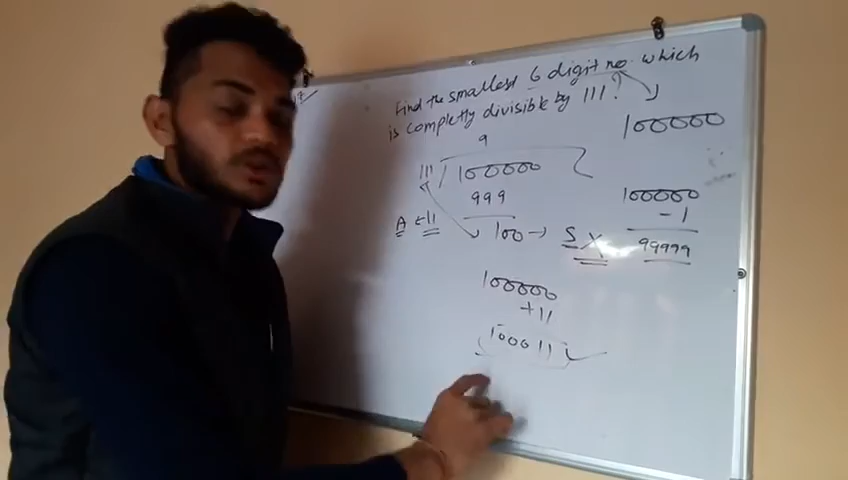 Find the smallest 6 digit no which
is completly divisible by 111?
100000
9
111 100000
999
A ← 11
100 → S X
100000
- 1
99999
100000
+ 11
100011